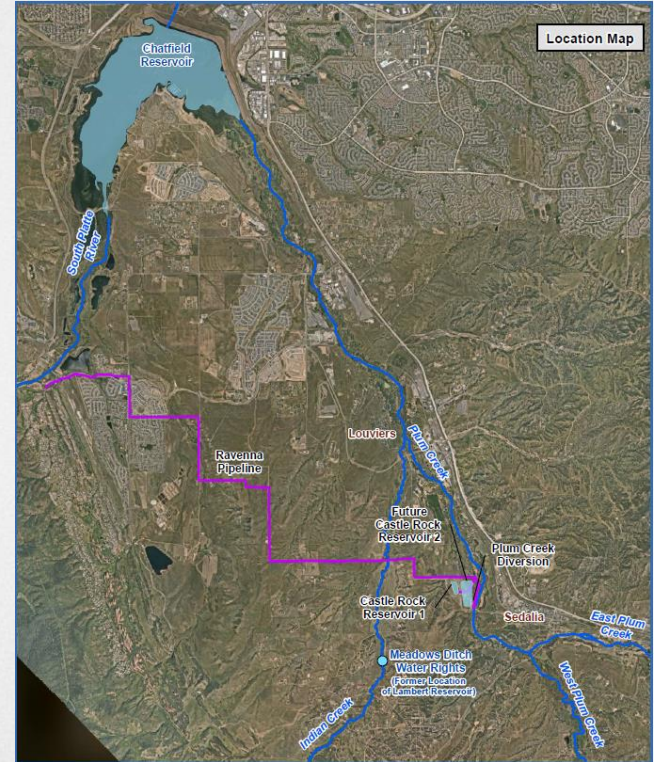 Location Map
Chatfield
Reservoir
South Platte
River
Louviers
Plum Creek
Ravenna
Pipeline
Future
Castle Rock
Reservoir 2
Plum Creek
Diversion
Castle Rock
Reservoir 1
Sedalia
East Plum
Creek
Meadows Ditch
Water Rights
(Former Location
of Lambert Reservoir)
West Plum Creek
Indian Creek